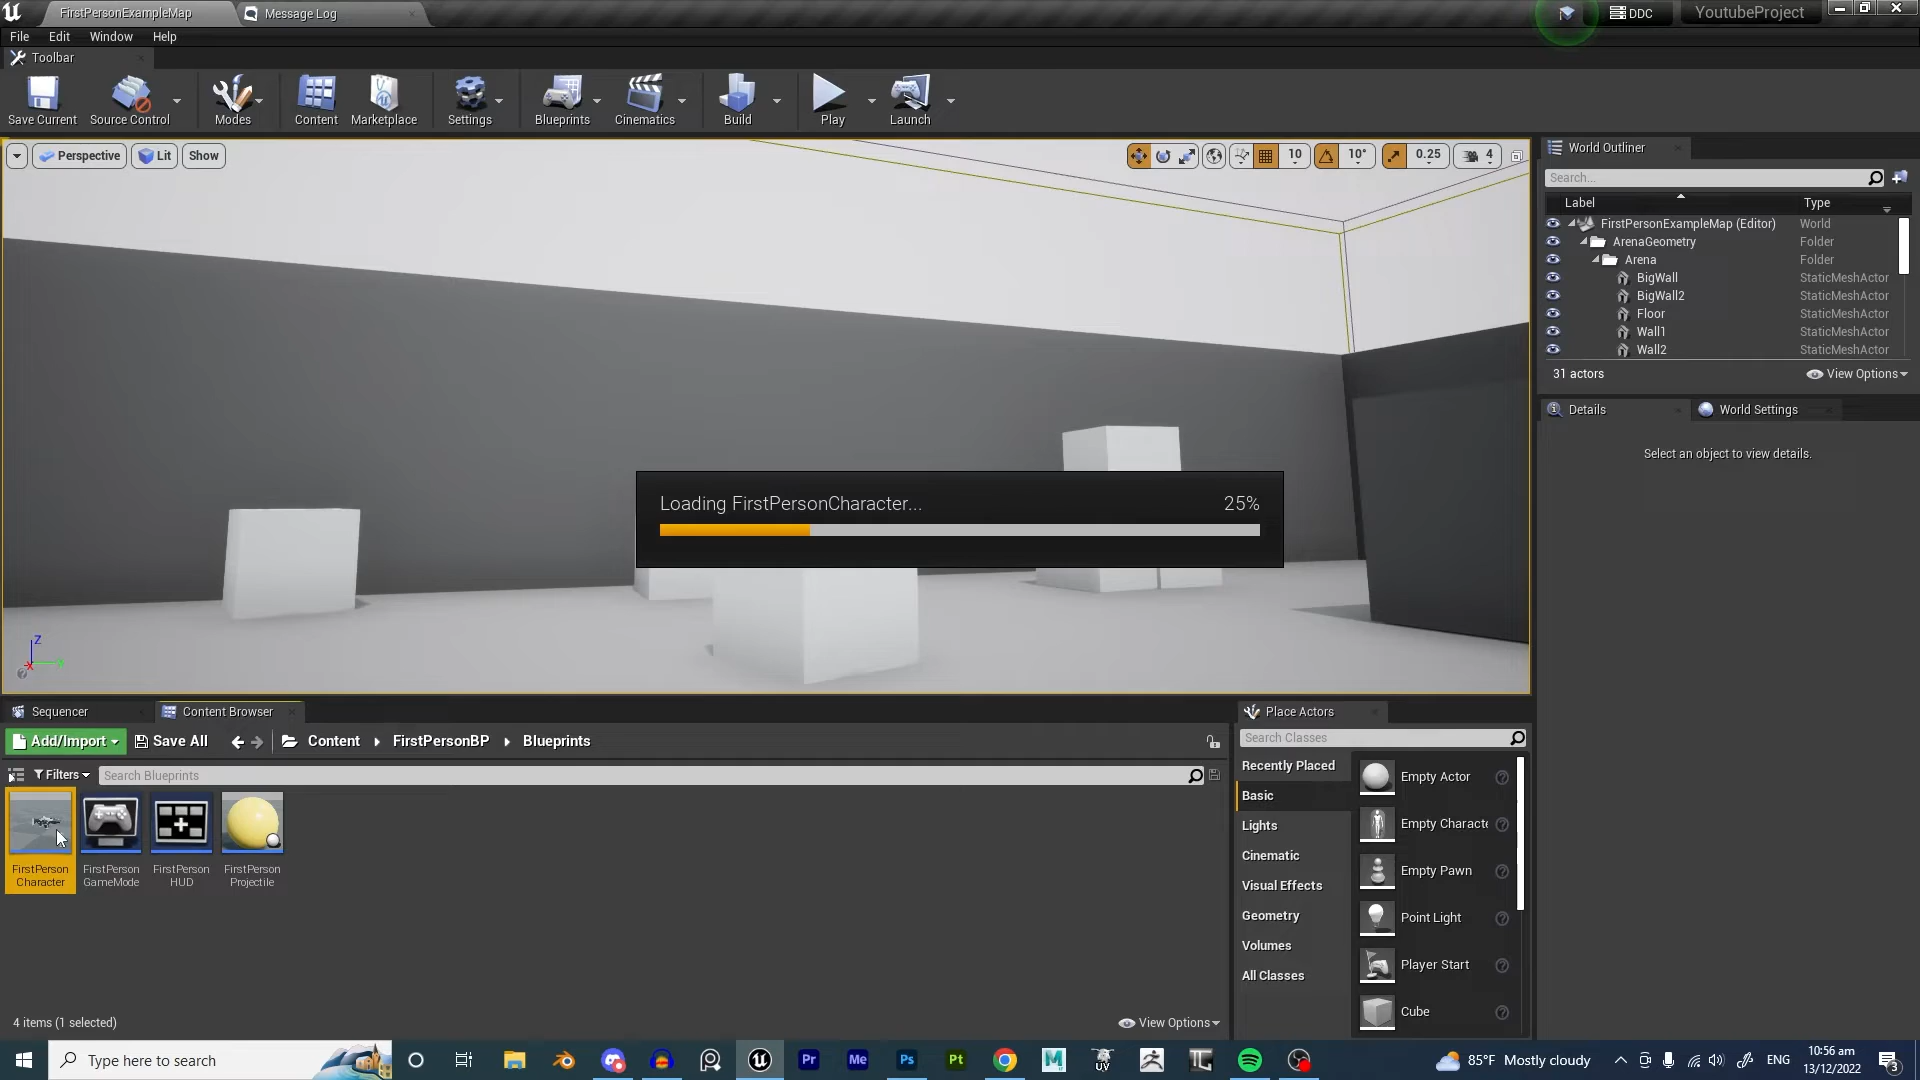 FirstPersonExampleMap
Message Log
DDC
YoutubeProject
File Edit Window Help
Toolbar
Save Current
Source Control
Modes
Content
Marketplace
Settings
Blueprints
Cinematics
Build
Play
Launch
Perspective
Lit
Show
10
10°
0.25
4
World Outliner
Search...
Label Type
FirstPersonExampleMap (Editor) World
ArenaGeometry Folder
Arena Folder
BigWall StaticMeshActor
BigWall2 StaticMeshActor
Floor StaticMeshActor
Wall1 StaticMeshActor
Wall2 StaticMeshActor
31 actors
View Options
Details
World Settings
Select an object to view details.
Loading FirstPersonCharacter... 25%
Z
Sequencer
Content Browser
Add/Import
Save All
Content
FirstPersonBP
Blueprints
Filters
Search Blueprints
FirstPerson
Character
FirstPerson
GameMode
FirstPerson
HUD
FirstPerson
Projectile
4 items (1 selected)
View Options
Place Actors
Search Classes
Recently Placed
Basic
Lights
Cinematic
Visual Effects
Geometry
Volumes
All Classes
Empty Actor
Empty Characte
Empty Pawn
Point Light
Player Start
Cube
Type here to search
Pr
Me
Ps
Pt
M
UV
85°F Mostly cloudy
ENG
10:56 am
13/12/2022
3